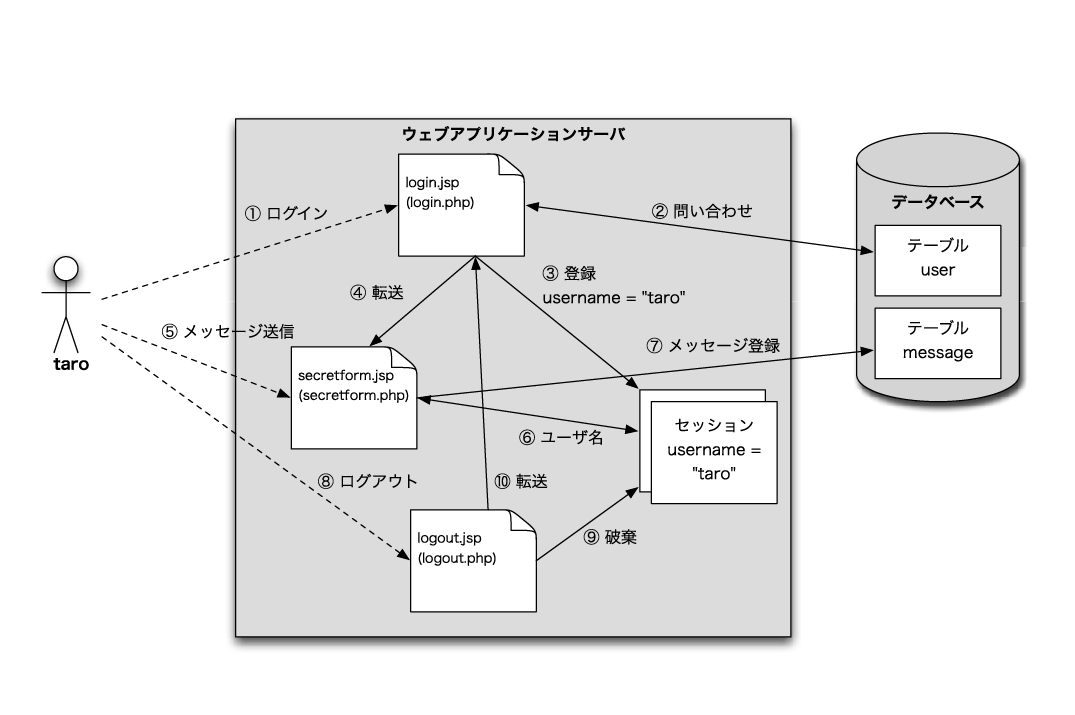 ウェブアプリケーションサーバ
login.jsp
(login.php)
① ログイン
② 問い合わせ
データベース
テーブル
user
③ 登録
username = "taro"
④ 転送
⑤ メッセージ送信
taro
secretform.jsp
(secretform.php)
⑦ メッセージ登録
テーブル
message
⑥ ユーザ名
セッション
username =
"taro"
⑧ ログアウト
⑩ 転送
logout.jsp
(logout.php)
⑨ 破棄